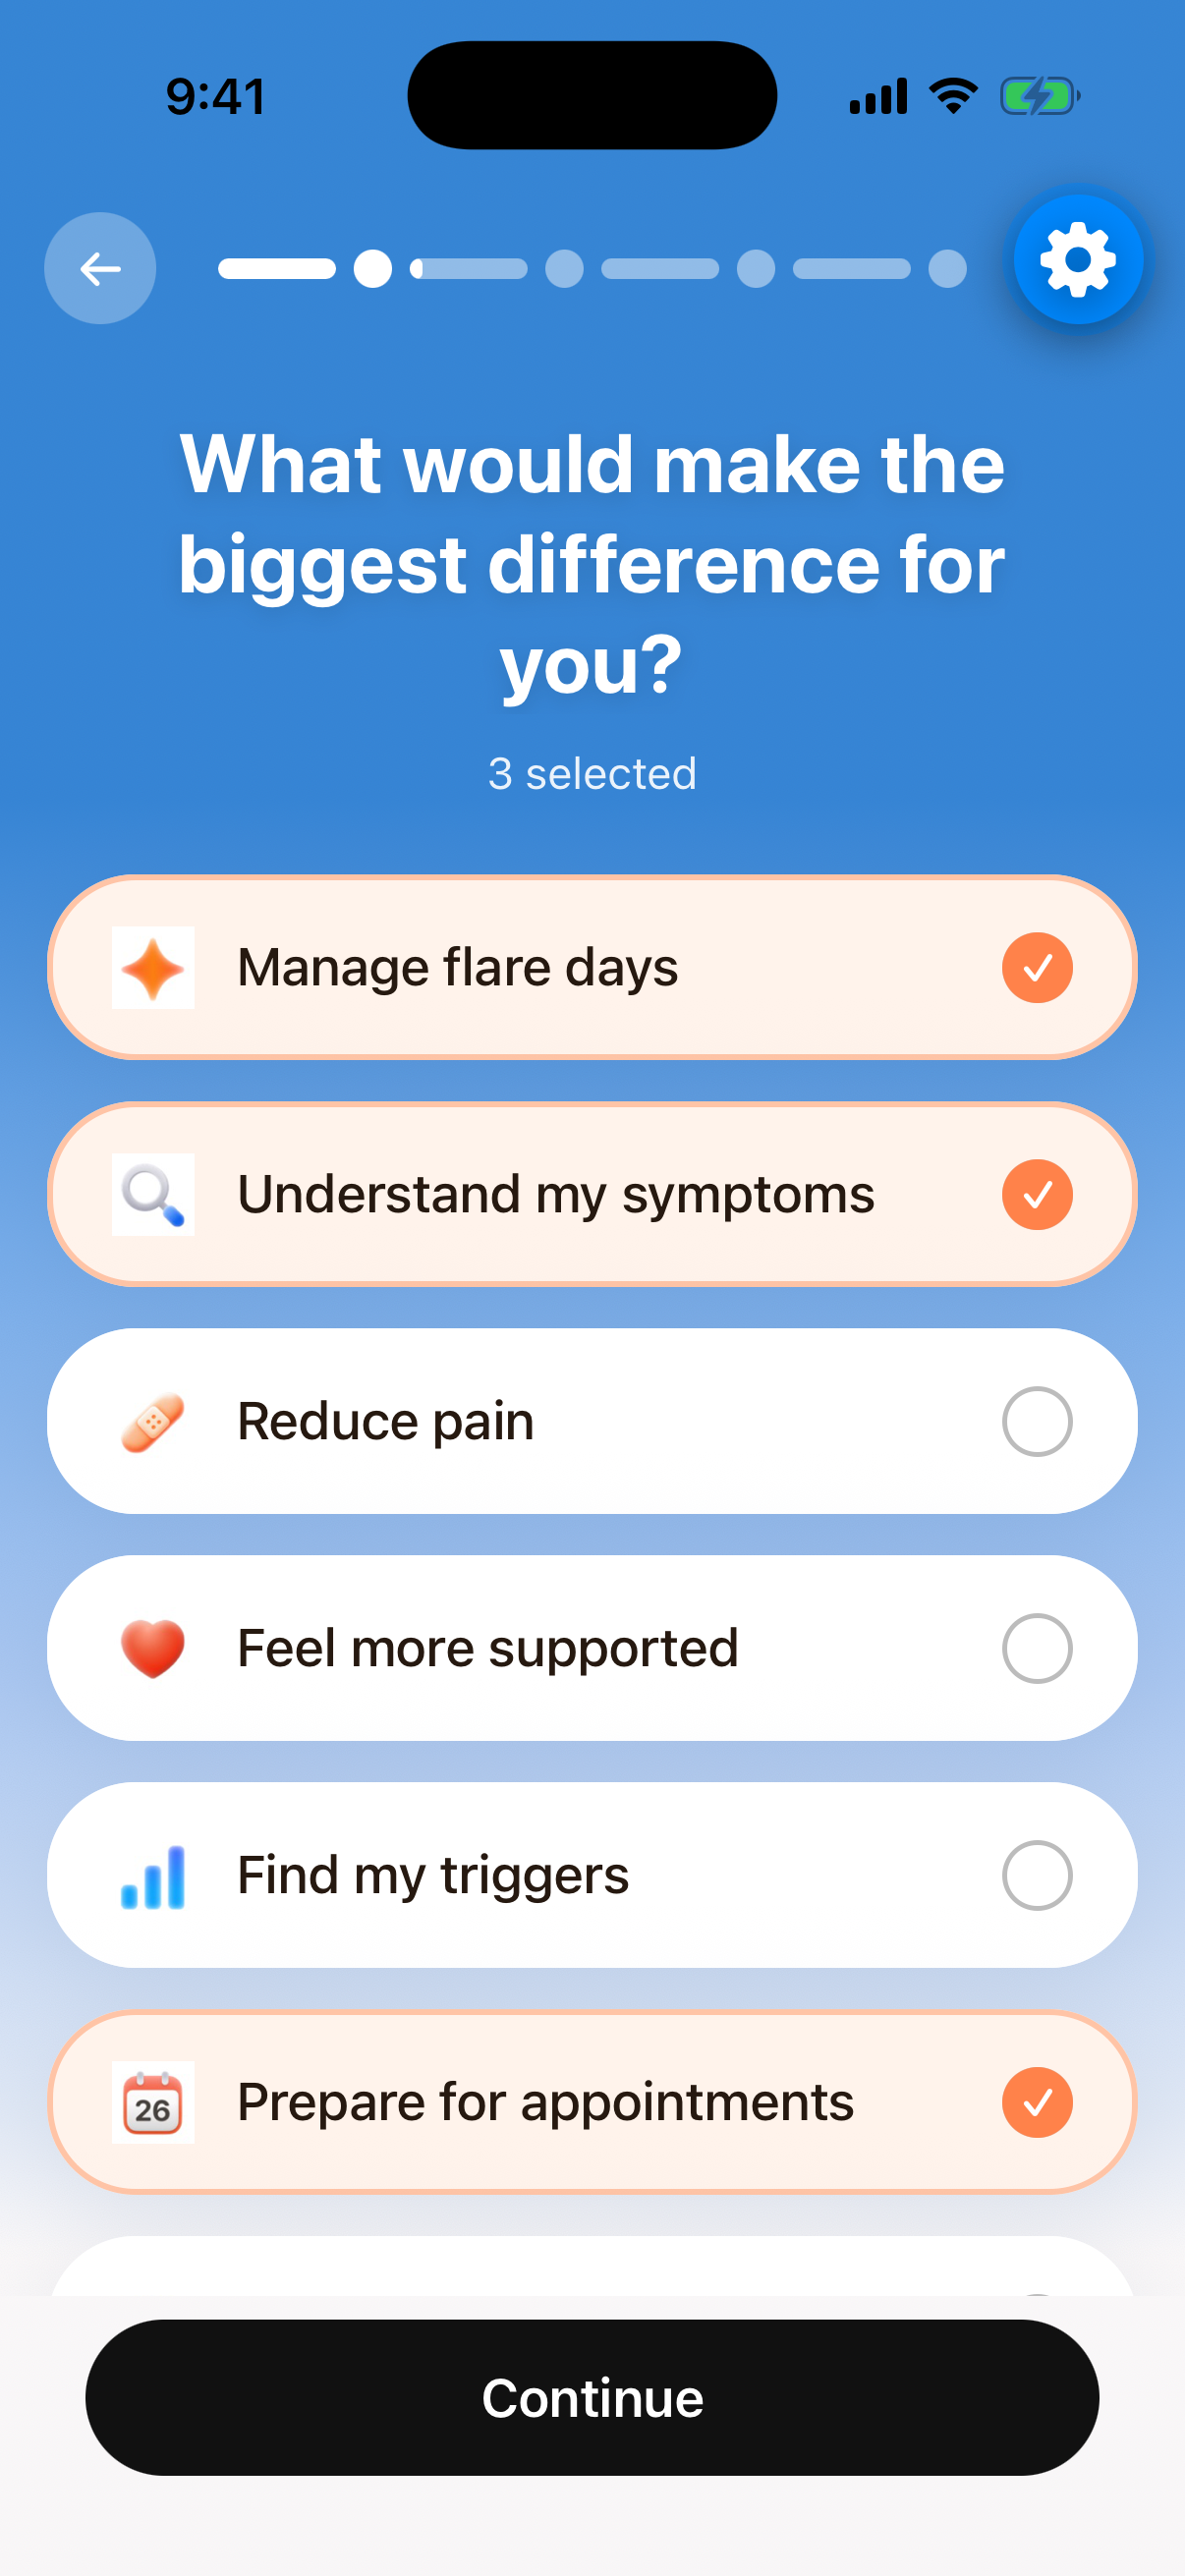 9:41
What would make the
biggest difference for
you?
3 selected
Manage flare days
Understand my symptoms
Reduce pain
Feel more supported
Find my triggers
26
Prepare for appointments
Continue